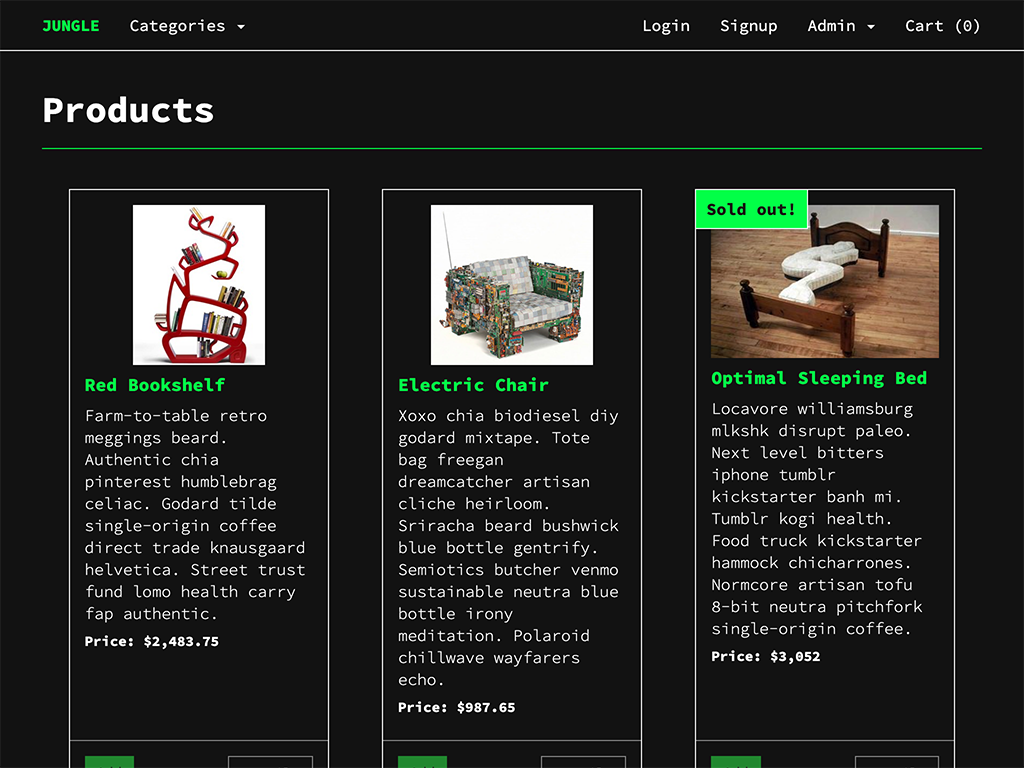 JUNGLE Categories Login Signup Admin Cart (0)
Products
Red Bookshelf
Farm-to-table retro
meggings beard.
Authentic chia
pinterest humblebrag
celiac. Godard tilde
single-origin coffee
direct trade knausgaard
helvetica. Street trust
fund lomo health carry
fap authentic.
Price: $2,483.75
Electric Chair
Xoxo chia biodiesel diy
godard mixtape. Tote
bag freegan
dreamcatcher artisan
cliche heirloom.
Sriracha beard bushwick
blue bottle gentrify.
Semiotics butcher venmo
sustainable neutra blue
bottle irony
meditation. Polaroid
chillwave wayfarers
echo.
Price: $987.65
Sold out!
Optimal Sleeping Bed
Locavore williamsburg
mlkshk disrupt paleo.
Next level bitters
iphone tumblr
kickstarter banh mi.
Tumblr kogi health.
Food truck kickstarter
hammock chicharrones.
Normcore artisan tofu
8-bit neutra pitchfork
single-origin coffee.
Price: $3,052